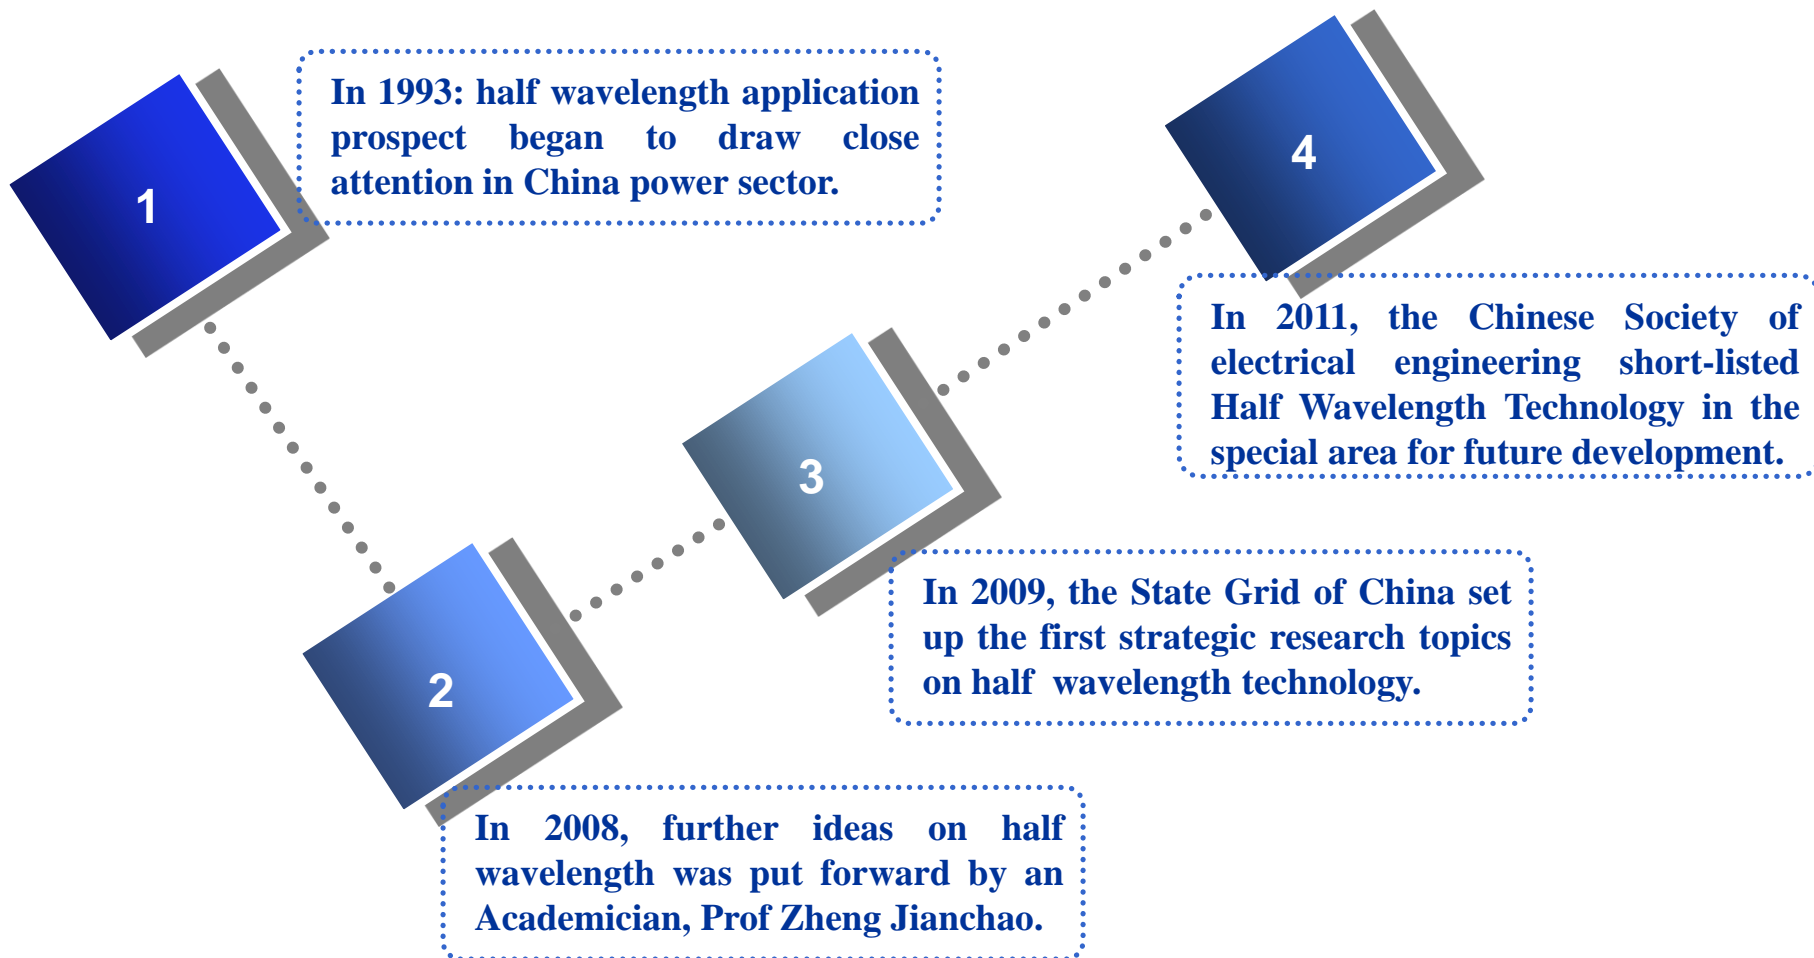 1
In 1993: half wavelength application
prospect began to draw close
attention in China power sector.
2
In 2008, further ideas on half
wavelength was put forward by an
Academician, Prof Zheng Jianchao.
3
In 2009, the State Grid of China set
up the first strategic research topics
on half wavelength technology.
4
In 2011, the Chinese Society of
electrical engineering short-listed
Half Wavelength Technology in the
special area for future development.